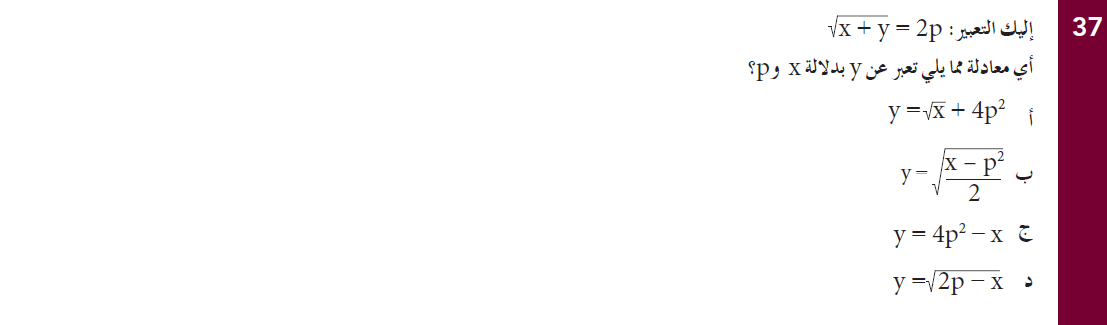 37
إليك التعبير: √(x + y) = 2p
أي معادلة مما يلي تعبر عن y بدلالة x وp؟
أ y = √x + 4p²
ب y = √((x – p²)/2)
ج y = 4p² – x
د y = √(2p – x)